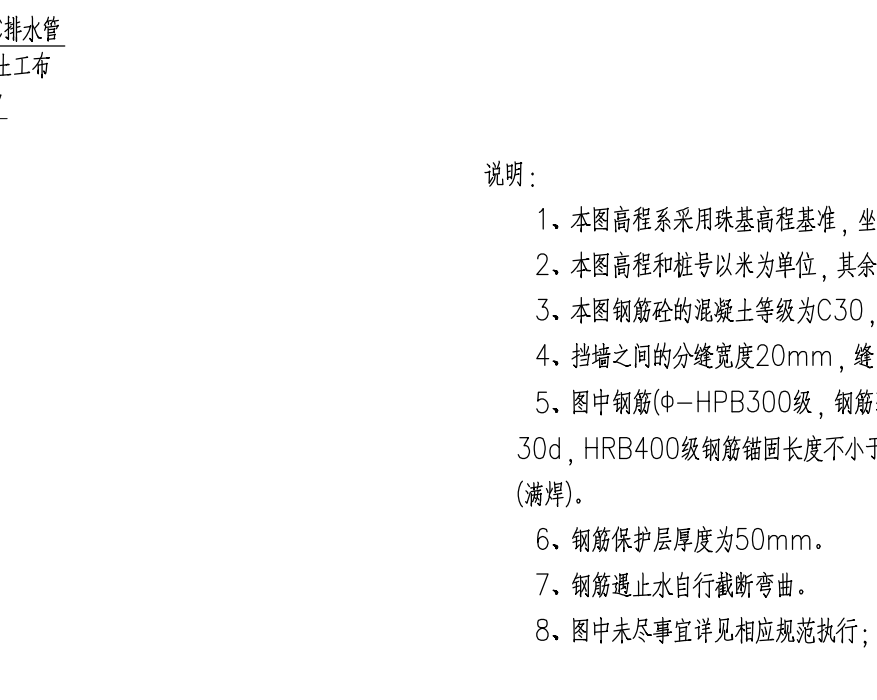 排水管
土工布
说明：
1、本图高程系采用珠基高程基准，坐
2、本图高程和桩号以米为单位，其余
3、本图钢筋砼的混凝土等级为C30，
4、挡墙之间的分缝宽度20mm，缝
5、图中钢筋(Φ-HPB300级，钢筋
30d，HRB400级钢筋锚固长度不小于
(满焊)。
6、钢筋保护层厚度为50mm。
7、钢筋遇止水自行截断弯曲。
8、图中未尽事宜详见相应规范执行；